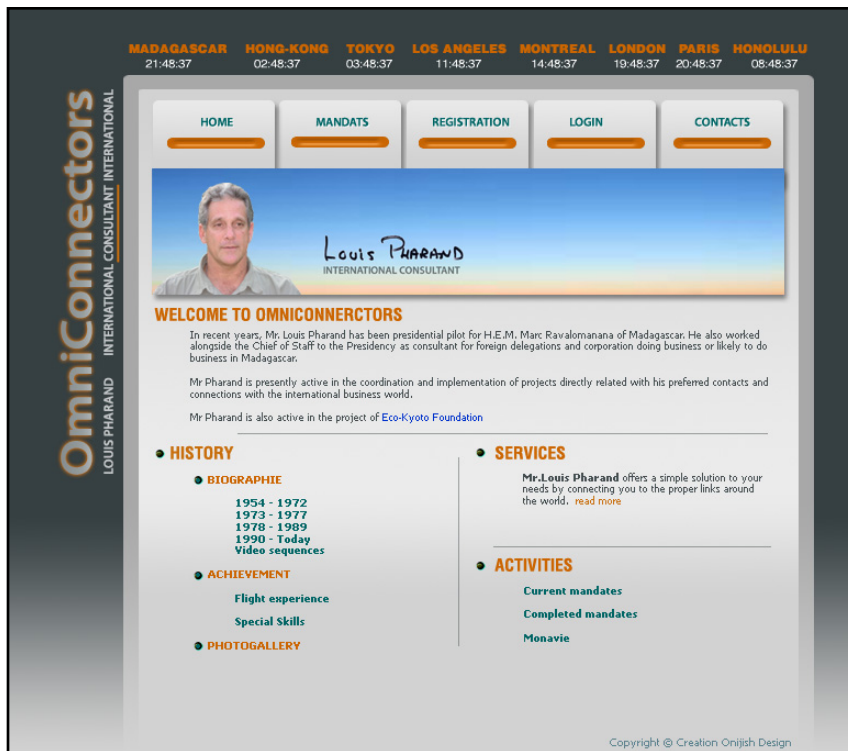 MADAGASCAR HONG-KONG TOKYO LOS ANGELES MONTREAL LONDON PARIS HONOLULU
21:48:37 02:48:37 03:48:37 11:48:37 14:48:37 19:48:37 20:48:37 08:48:37
OmniConnectors
LOUIS PHARAND INTERNATIONAL CONSULTANT INTERNATIONAL
HOME MANDATS REGISTRATION LOGIN CONTACTS
Louis Pharand
INTERNATIONAL CONSULTANT
WELCOME TO OMNICONNERCTORS
In recent years, Mr. Louis Pharand has been presidential pilot for H.E.M. Marc Ravalomanana of Madagascar. He also worked
alongside the Chief of Staff to the Presidency as consultant for foreign delegations and corporation doing business or likely to do
business in Madagascar.
Mr Pharand is presently active in the coordination and implementation of projects directly related with his preferred contacts and
connections with the international business world.
Mr Pharand is also active in the project of Eco-Kyoto Foundation
HISTORY
BIOGRAPHIE
1954 - 1972
1973 - 1977
1978 - 1989
1990 - Today
Video sequences
ACHIEVEMENT
Flight experience
Special Skills
PHOTOGALLERY
SERVICES
Mr.Louis Pharand offers a simple solution to your
needs by connecting you to the proper links around
the world. read more
ACTIVITIES
Current mandates
Completed mandates
Monavie
Copyright © Creation Onijish Design